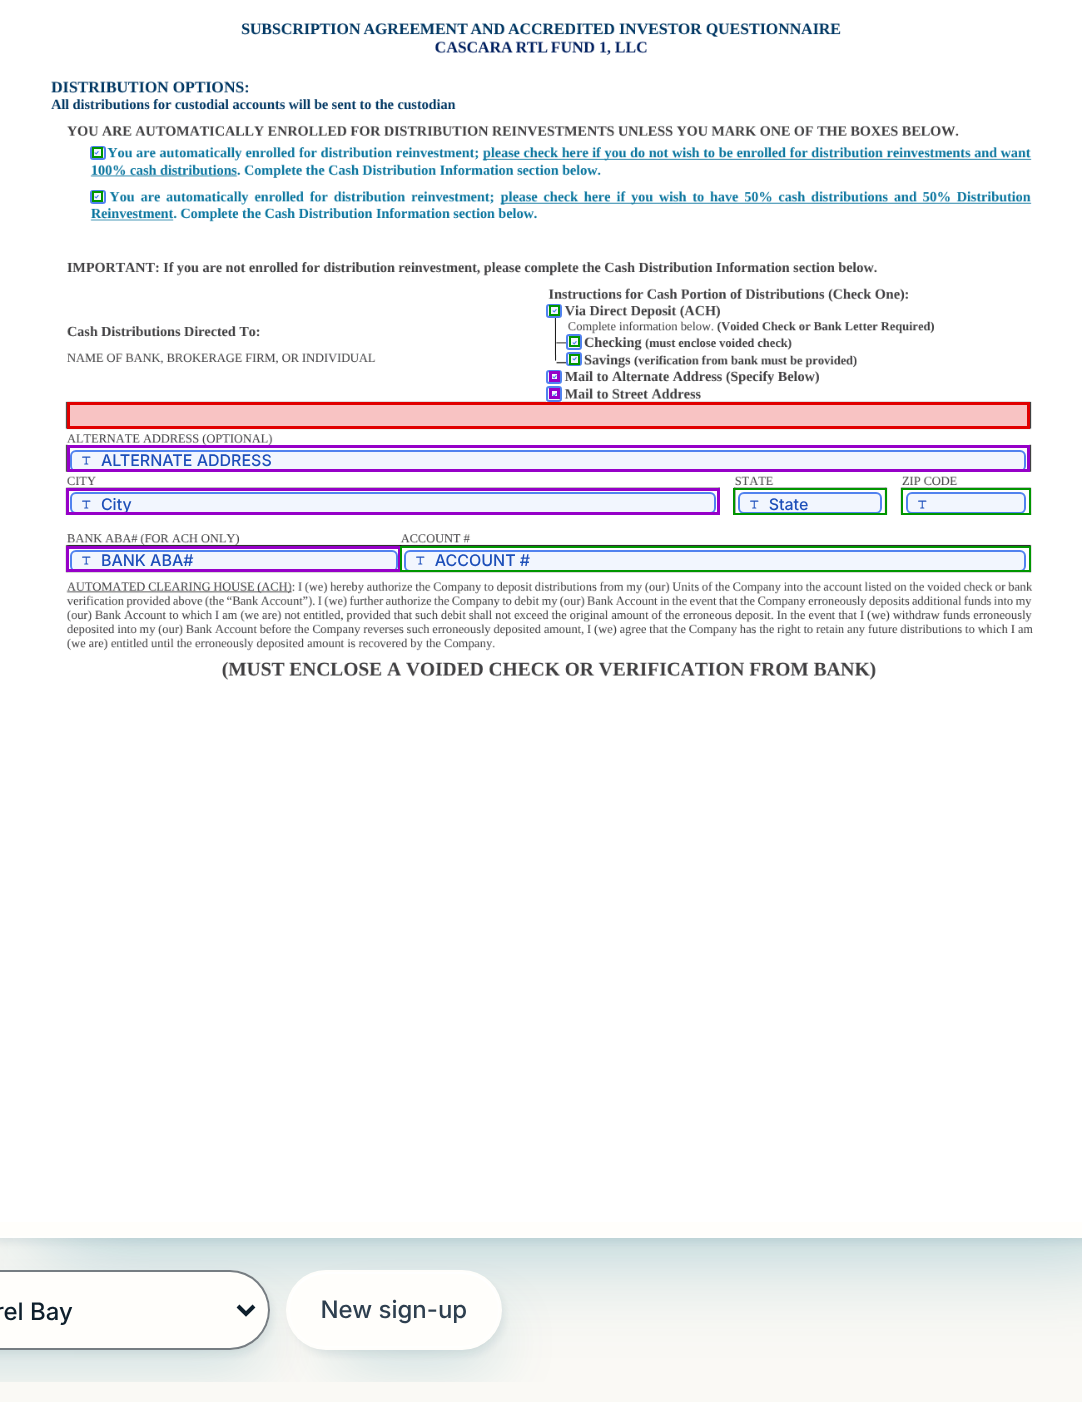 SUBSCRIPTION AGREEMENT AND ACCREDITED INVESTOR QUESTIONNAIRE
CASCARA RTL FUND 1, LLC
DISTRIBUTION OPTIONS:
All distributions for custodial accounts will be sent to the custodian
YOU ARE AUTOMATICALLY ENROLLED FOR DISTRIBUTION REINVESTMENTS UNLESS YOU MARK ONE OF THE BOXES BELOW.
You are automatically enrolled for distribution reinvestment; please check here if you do not wish to be enrolled for distribution reinvestments and want
100% cash distributions. Complete the Cash Distribution Information section below.
You are automatically enrolled for distribution reinvestment; please check here if you wish to have 50% cash distributions and 50% Distribution
Reinvestment. Complete the Cash Distribution Information section below.
IMPORTANT: If you are not enrolled for distribution reinvestment, please complete the Cash Distribution Information section below.
Cash Distributions Directed To:
NAME OF BANK, BROKERAGE FIRM, OR INDIVIDUAL
Instructions for Cash Portion of Distributions (Check One):
Via Direct Deposit (ACH)
Complete information below. (Voided Check or Bank Letter Required)
Checking (must enclose voided check)
Savings (verification from bank must be provided)
Mail to Alternate Address (Specify Below)
Mail to Street Address
ALTERNATE ADDRESS (OPTIONAL)
T ALTERNATE ADDRESS
CITY STATE ZIP CODE
T City T State T
BANK ABA# (FOR ACH ONLY) ACCOUNT #
T BANK ABA# T ACCOUNT #
AUTOMATED CLEARING HOUSE (ACH): I (we) hereby authorize the Company to deposit distributions from my (our) Units of the Company into the account listed on the voided check or bank
verification provided above (the “Bank Account”). I (we) further authorize the Company to debit my (our) Bank Account in the event that the Company erroneously deposits additional funds into my
(our) Bank Account to which I am (we are) not entitled, provided that such debit shall not exceed the original amount of the erroneous deposit. In the event that I (we) withdraw funds erroneously
deposited into my (our) Bank Account before the Company reverses such erroneously deposited amount, I (we) agree that the Company has the right to retain any future distributions to which I am
(we are) entitled until the erroneously deposited amount is recovered by the Company.
(MUST ENCLOSE A VOIDED CHECK OR VERIFICATION FROM BANK)
rel Bay
New sign-up